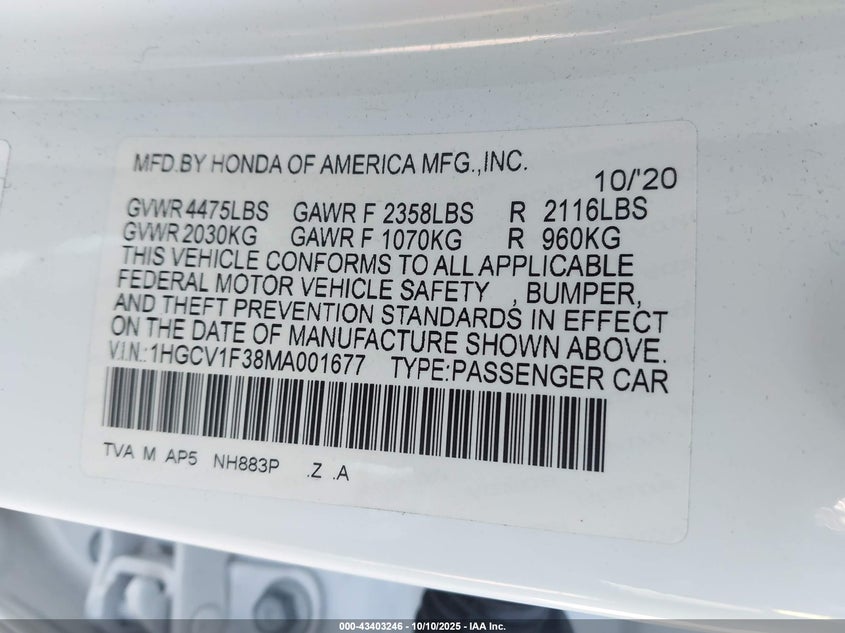 MFD.BY HONDA OF AMERICA MFG.,INC.
10/'20
GVWR 4475LBS GAWR F 2358LBS R 2116LBS
GVWR 2030KG GAWR F 1070KG R 960KG
THIS VEHICLE CONFORMS TO ALL APPLICABLE
FEDERAL MOTOR VEHICLE SAFETY , BUMPER,
AND THEFT PREVENTION STANDARDS IN EFFECT
ON THE DATE OF MANUFACTURE SHOWN ABOVE.
V.I.N.:1HGCV1F38MA001677 TYPE:PASSENGER CAR
TVA M AP5 NH883P .Z .A
000-43403246 - 10/10/2025 - IAA Inc.